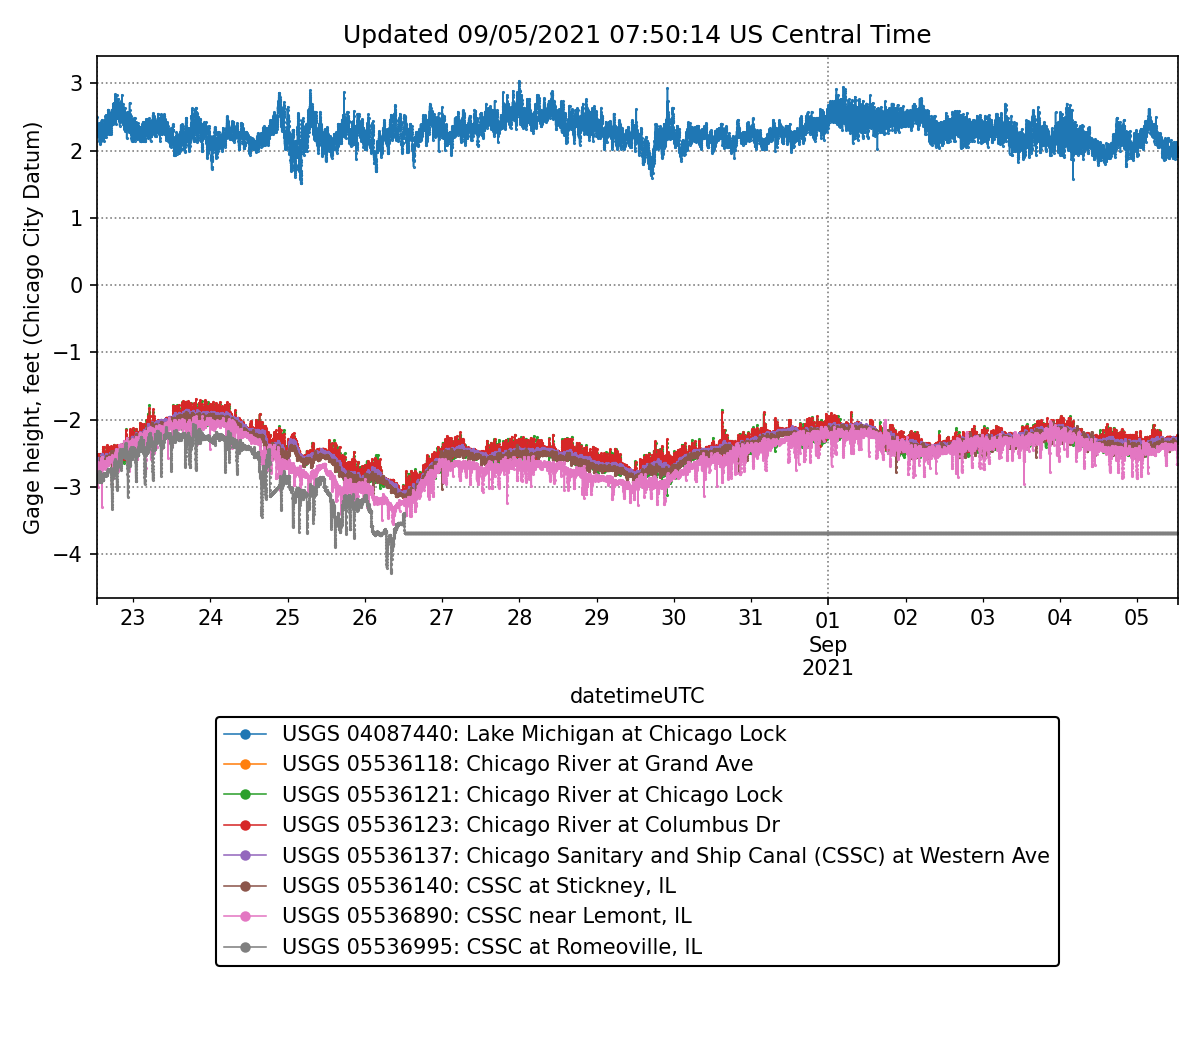 Updated 09/05/2021 07:50:14 US Central Time
Gage height, feet (Chicago City Datum)
3
2
1
0
−1
−2
−3
−4
23 24 25 26 27 28 29 30 31 01 02 03 04 05
Sep
2021
datetimeUTC
USGS 04087440: Lake Michigan at Chicago Lock
USGS 05536118: Chicago River at Grand Ave
USGS 05536121: Chicago River at Chicago Lock
USGS 05536123: Chicago River at Columbus Dr
USGS 05536137: Chicago Sanitary and Ship Canal (CSSC) at Western Ave
USGS 05536140: CSSC at Stickney, IL
USGS 05536890: CSSC near Lemont, IL
USGS 05536995: CSSC at Romeoville, IL